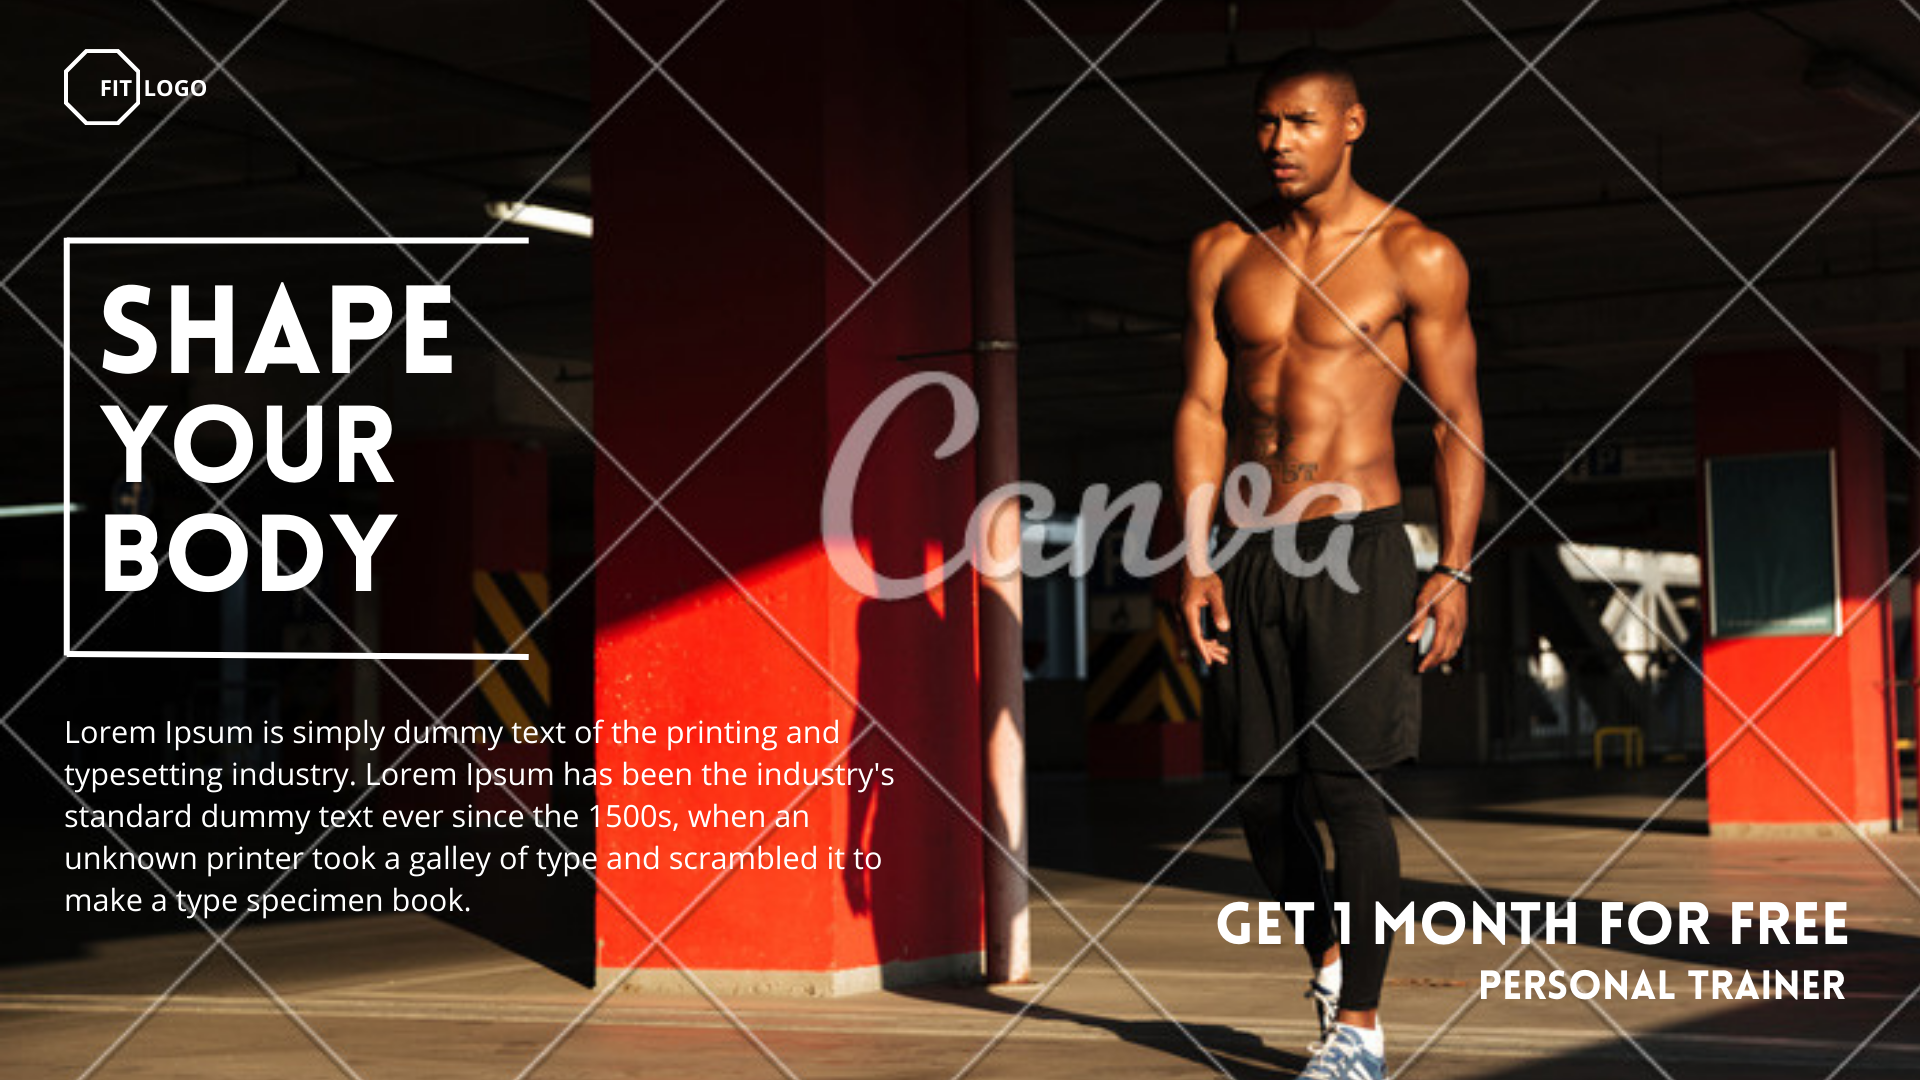 FIT LOGO
SHAPE
YOUR
BODY
Canva
Lorem Ipsum is simply dummy text of the printing and
typesetting industry. Lorem Ipsum has been the industry's
standard dummy text ever since the 1500s, when an
unknown printer took a galley of type and scrambled it to
make a type specimen book.
GET 1 MONTH FOR FREE
PERSONAL TRAINER